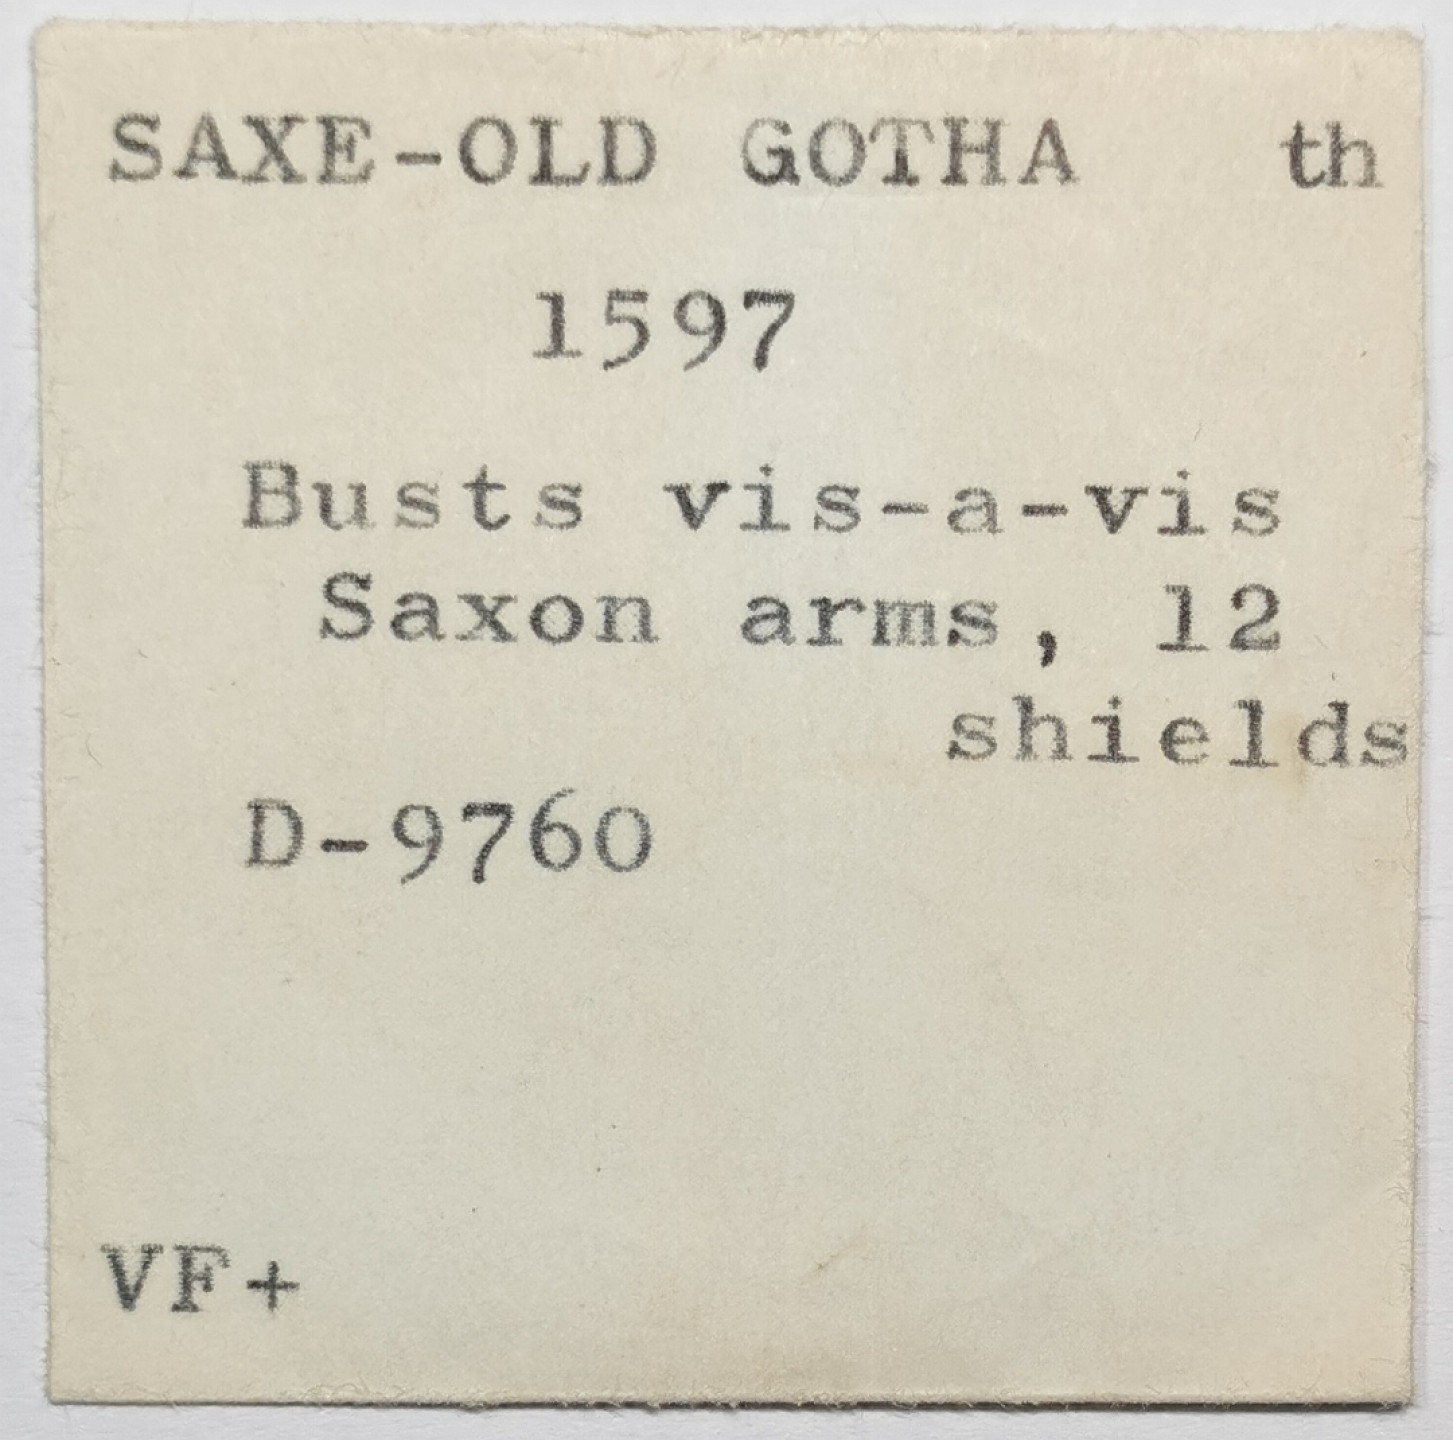 SAXE-OLD GOTHA th
1597
Busts vis-a-vis
Saxon arms, 12
shields
D-9760
VF+